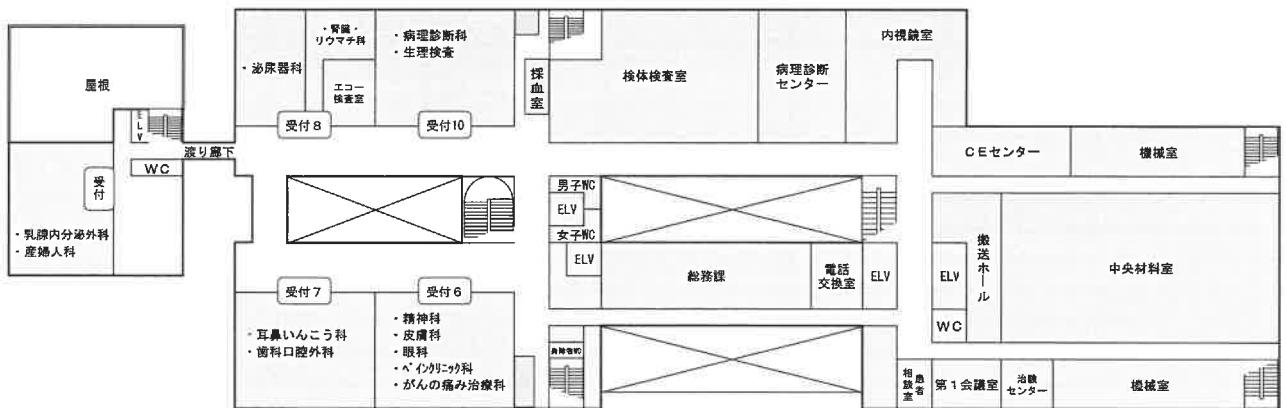 屋根
ELV
WC
渡り廊下
受付
・乳腺内分泌外科
・産婦人科
・泌尿器科
・腎臓・
リウマチ科
エコー
検査室
・病理診断科
・生理検査
受付8
受付10
採血室
検体検査室
病理診断
センター
内視鏡室
CEセンター
機械室
男子WC
ELV
女子WC
ELV
総務課
電話
交換室
ELV
ELV
WC
搬送ホール
中央材料室
受付7
受付6
・耳鼻いんこう科
・歯科口腔外科
・精神科
・皮膚科
・眼科
・ペインクリニック科
・がんの痛み治療科
身障者WC
患者
相談室
第1会議室
治験
センター
機械室